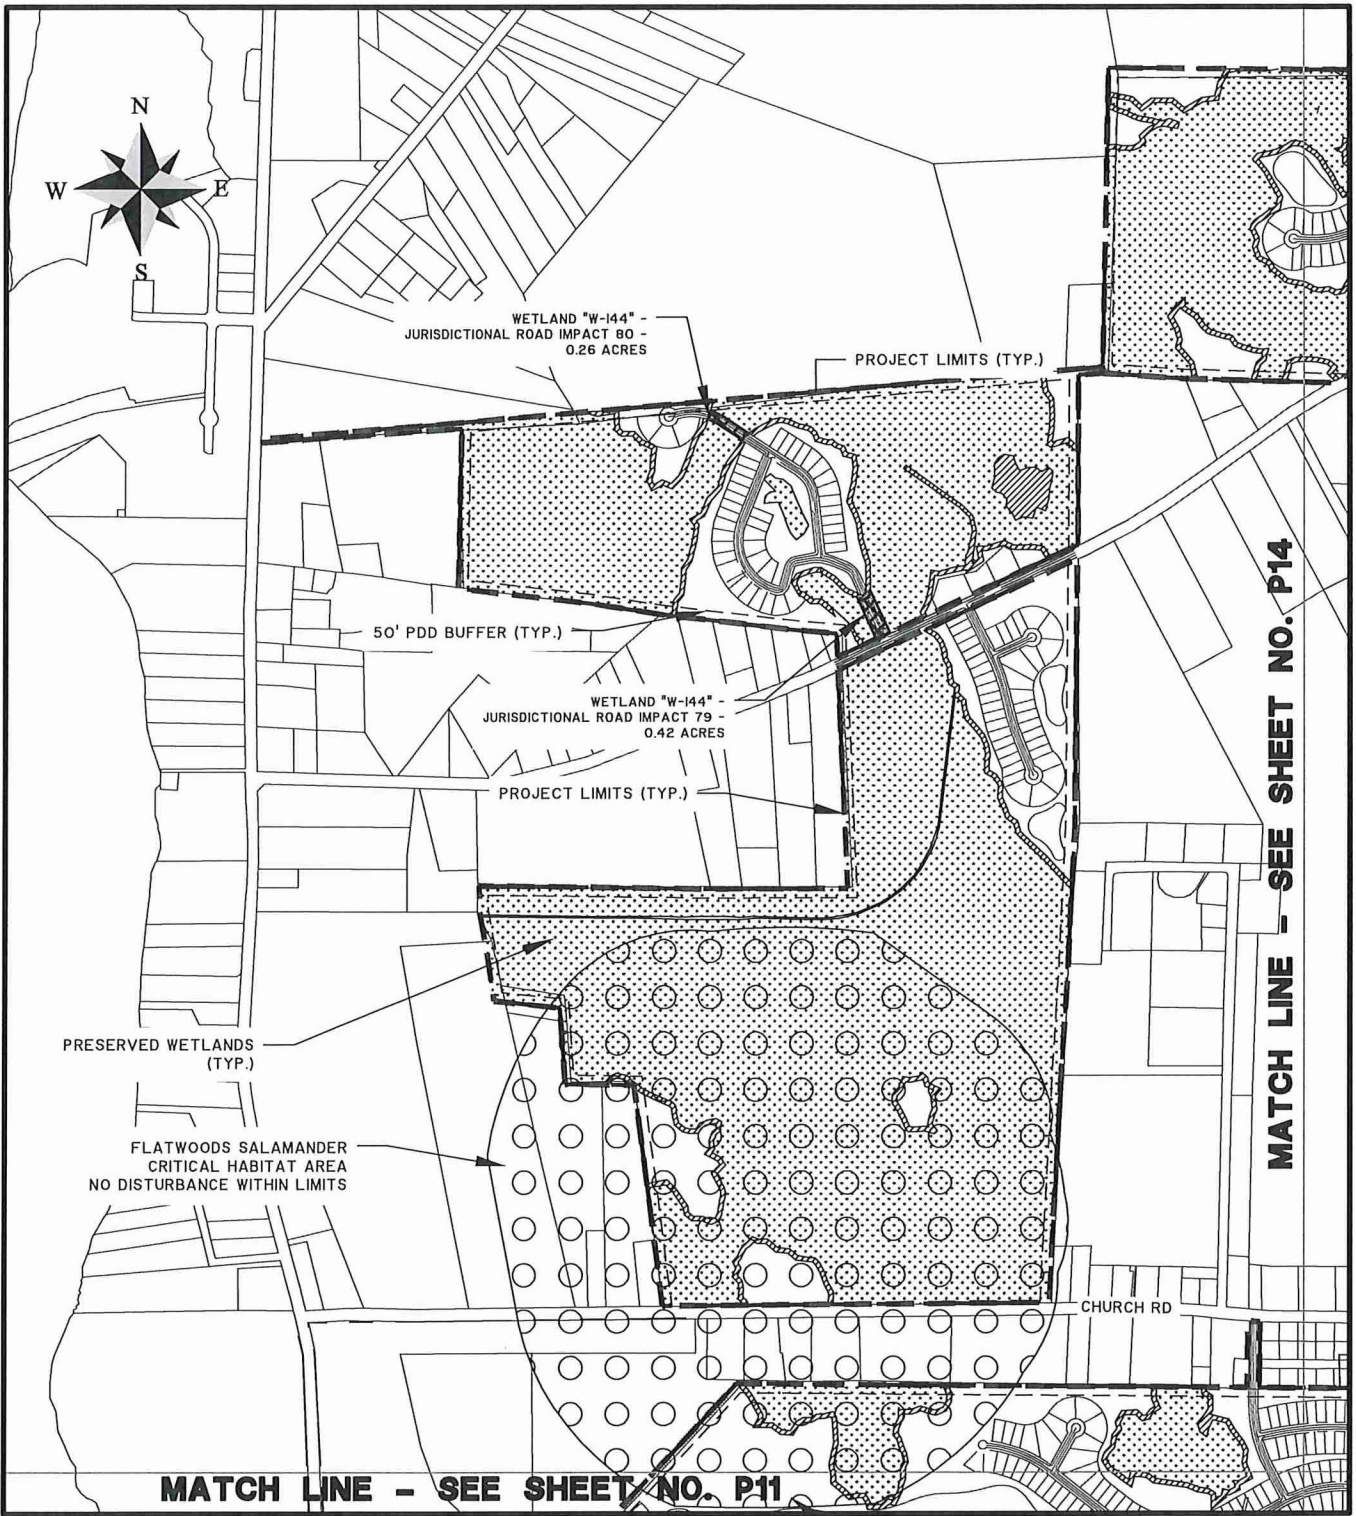 N
W
E
S
WETLAND "W-144" -
JURISDICTIONAL ROAD IMPACT 80 -
0.26 ACRES
PROJECT LIMITS (TYP.)
50' PDD BUFFER (TYP.)
WETLAND "W-144" -
JURISDICTIONAL ROAD IMPACT 79 -
0.42 ACRES
PROJECT LIMITS (TYP.)
PRESERVED WETLANDS
(TYP.)
FLATWOODS SALAMANDER
CRITICAL HABITAT AREA
NO DISTURBANCE WITHIN LIMITS
CHURCH RD
MATCH LINE - SEE SHEET NO. P14
MATCH LINE - SEE SHEET NO. P11